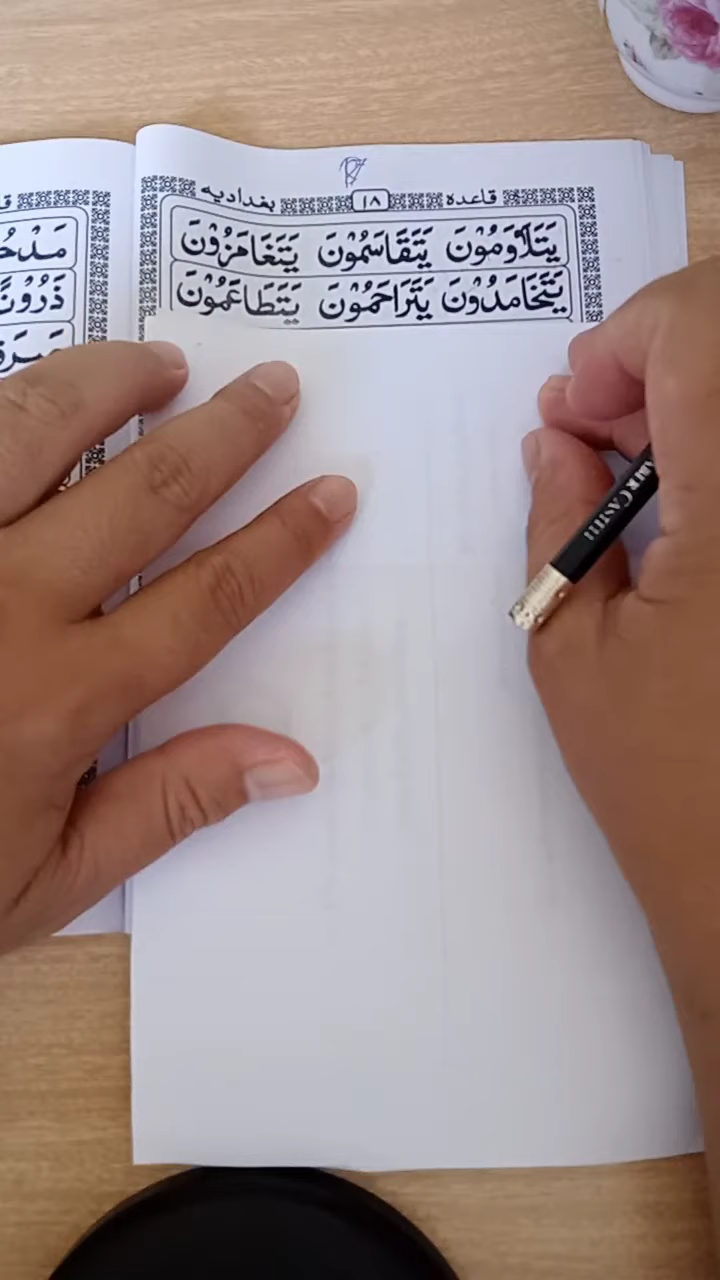 قاعدة ١٨ بغدادیه
يَتَلَاوَمُوْنَ يَتَقَاسَمُوْنَ يَتَغَامَزُوْنَ
يَتَحَامَدُوْنَ يَتَرَاحَمُوْنَ يَتَطَاعَمُوْنَ